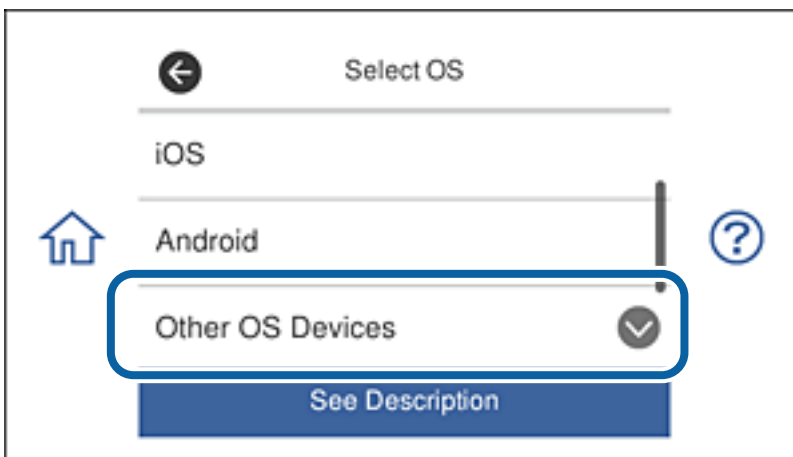 Select OS
iOS
Android
Other OS Devices
See Description